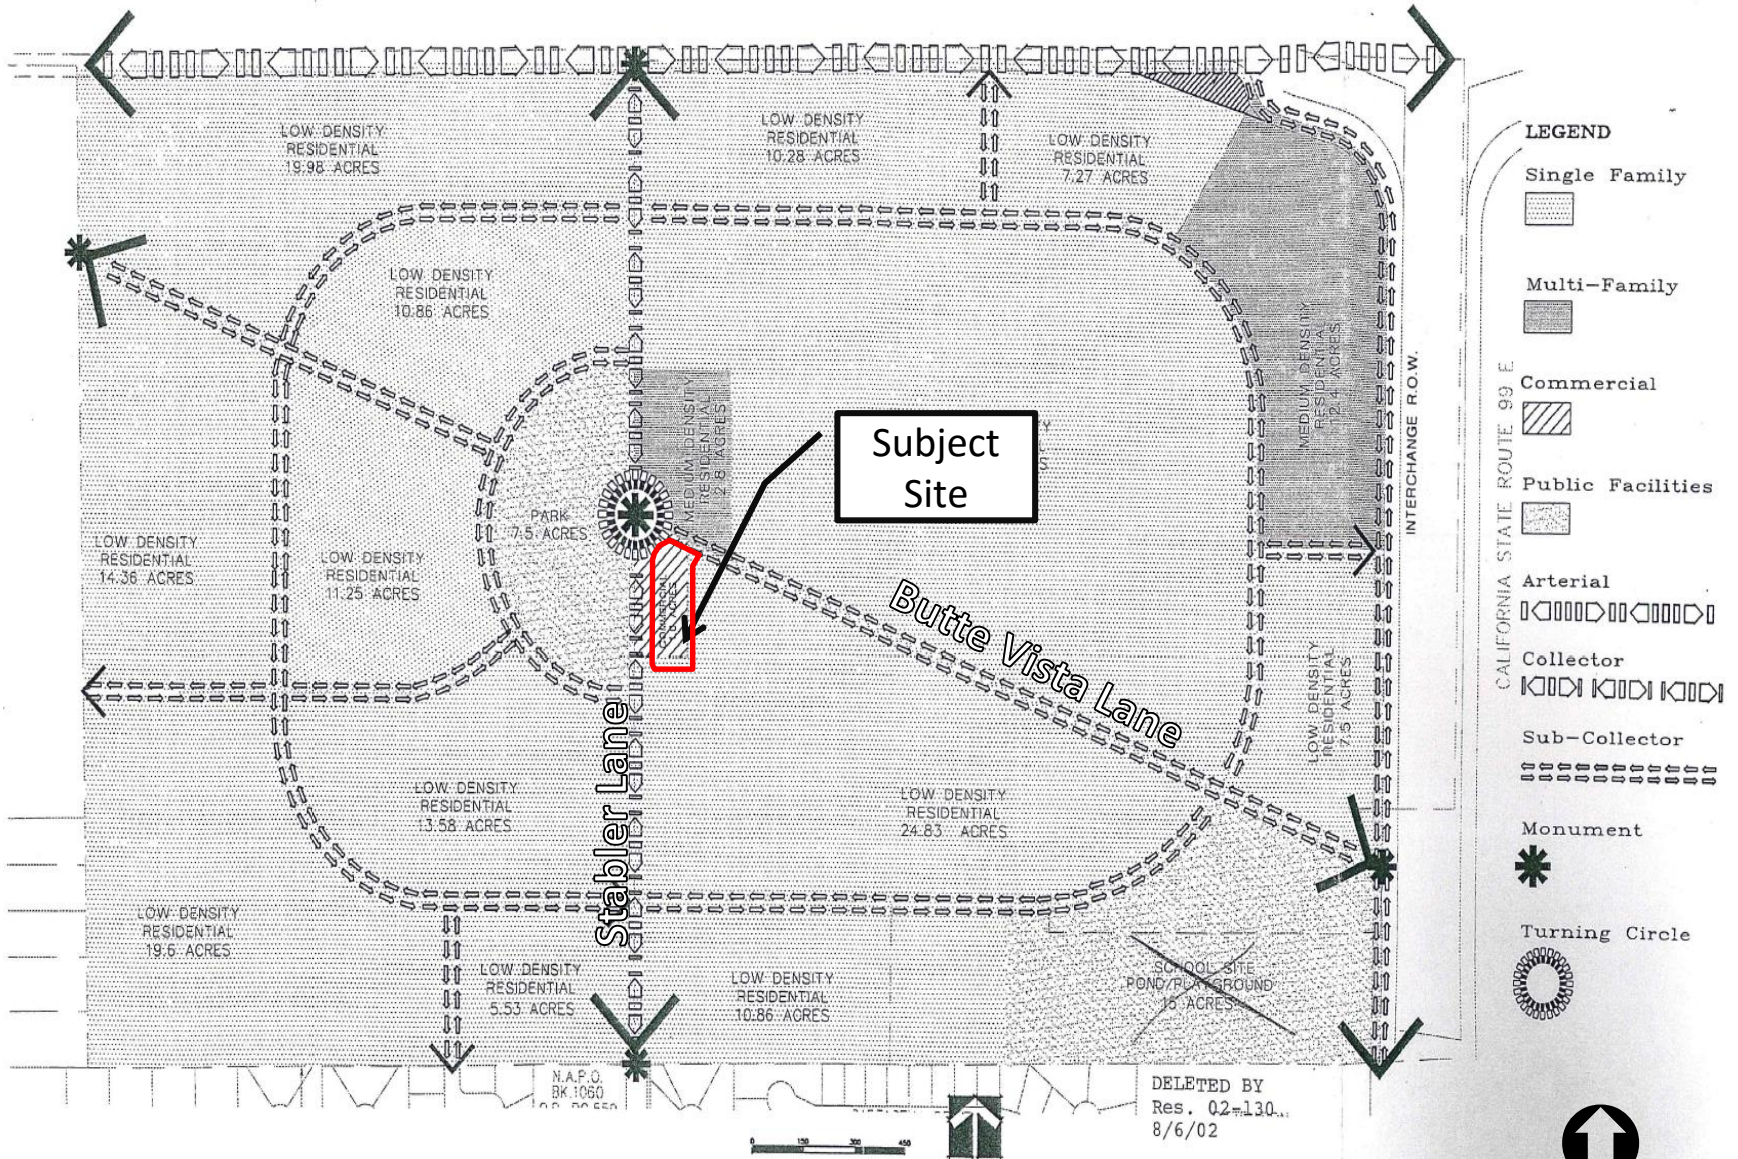 LOW DENSITY
RESIDENTIAL
19.98 ACRES
LOW DENSITY
RESIDENTIAL
10.28 ACRES
LOW DENSITY
RESIDENTIAL
7.27 ACRES
LOW DENSITY
RESIDENTIAL
10.86 ACRES
MEDIUM DENSITY
RESIDENTIAL
2.8 ACRES
Subject
Site
MEDIUM DENSITY
RESIDENTIAL
12.4 ACRES
INTERCHANGE R.O.W.
CALIFORNIA STATE ROUTE 99 E
PARK
7.5 ACRES
LOW DENSITY
RESIDENTIAL
14.36 ACRES
LOW DENSITY
RESIDENTIAL
11.25 ACRES
Butte Vista Lane
LOW DENSITY
RESIDENTIAL
7.5 ACRES
Stabler Lane
LOW DENSITY
RESIDENTIAL
13.58 ACRES
LOW DENSITY
RESIDENTIAL
24.83 ACRES
LOW DENSITY
RESIDENTIAL
19.6 ACRES
LOW DENSITY
RESIDENTIAL
5.53 ACRES
LOW DENSITY
RESIDENTIAL
10.86 ACRES
SCHOOL SITE
POND/PLAYGROUND
15 ACRES
N.A.P.O.
BK.1060
DELETED BY
Res. 02-130
8/6/02
0 150 300 450
LEGEND
Single Family
Multi-Family
Commercial
Public Facilities
Arterial
Collector
Sub-Collector
Monument
Turning Circle